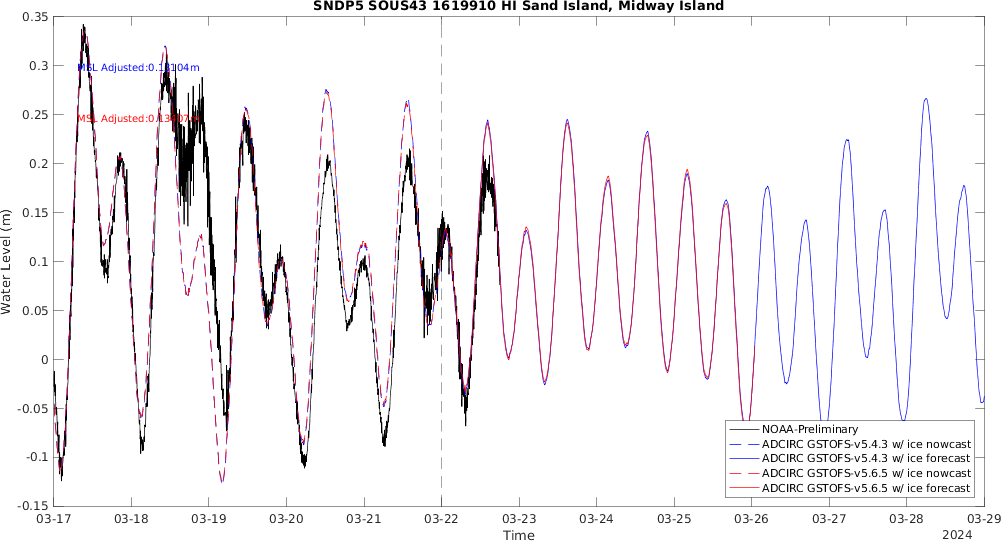 SNDP5 SOUS43 1619910 HI Sand Island, Midway Island
0.35
0.3
0.25
0.2
0.15
0.1
0.05
0
-0.05
-0.1
-0.15
Water Level (m)
MSL Adjusted:
MSL Adjusted:
NOAA-Preliminary
ADCIRC GSTOFS-v5.4.3 w/ ice nowcast
ADCIRC GSTOFS-v5.4.3 w/ ice forecast
ADCIRC GSTOFS-v5.6.5 w/ ice nowcast
ADCIRC GSTOFS-v5.6.5 w/ ice forecast
03-17 03-18 03-19 03-20 03-21 03-22 03-23 03-24 03-25 03-26 03-27 03-28 03-29
Time
2024